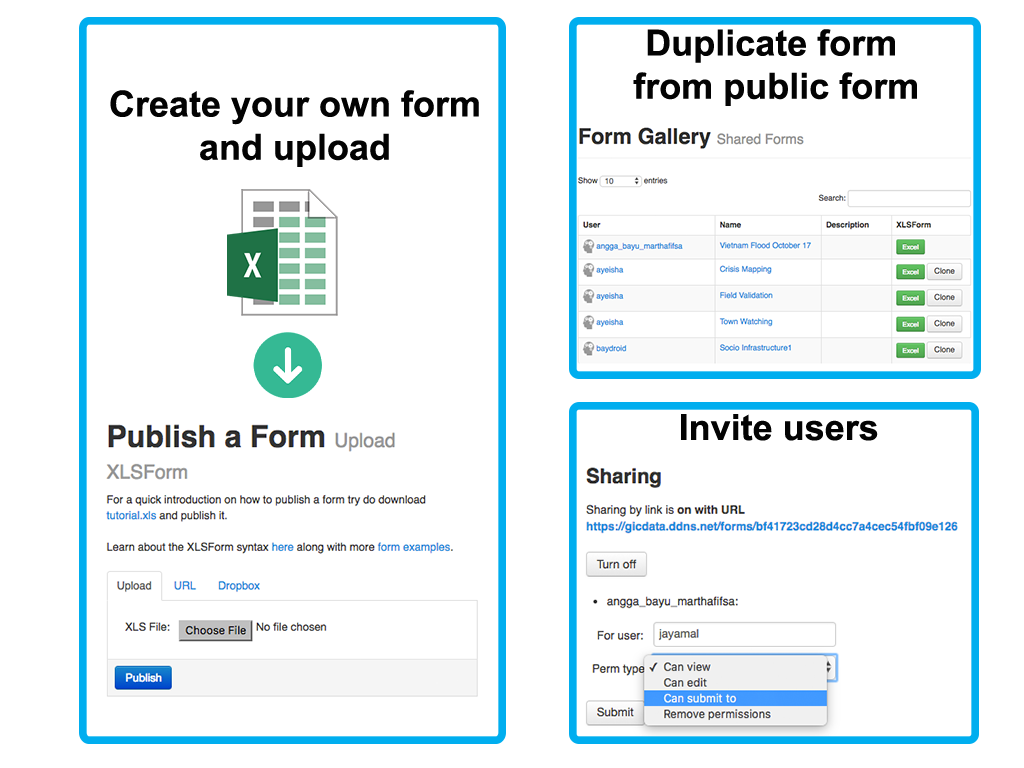 Create your own form
and upload
X
Publish a Form Upload
XLSForm
For a quick introduction on how to publish a form try do download
tutorial.xls and publish it.
Learn about the XLSForm syntax here along with more form examples.
Upload URL Dropbox
XLS File: Choose File No file chosen
Publish
Duplicate form
from public form
Form Gallery Shared Forms
Show 10 entries
Search:
User Name Description XLSForm
angga_bayu_marthafifsa Vietnam Flood October 17 Excel
ayeisha Crisis Mapping Excel Clone
ayeisha Field Validation Excel Clone
ayeisha Town Watching Excel Clone
baydroid Socio Infrastructure1 Excel Clone
Invite users
Sharing
Sharing by link is on with URL
https://gicdata.ddns.net/forms/bf41723cd28d4cc7a4cec54fbf09e126
Turn off
• angga_bayu_marthafifsa:
For user: jayamal
Perm type ✓ Can view
Can edit
Can submit to
Submit Remove permissions